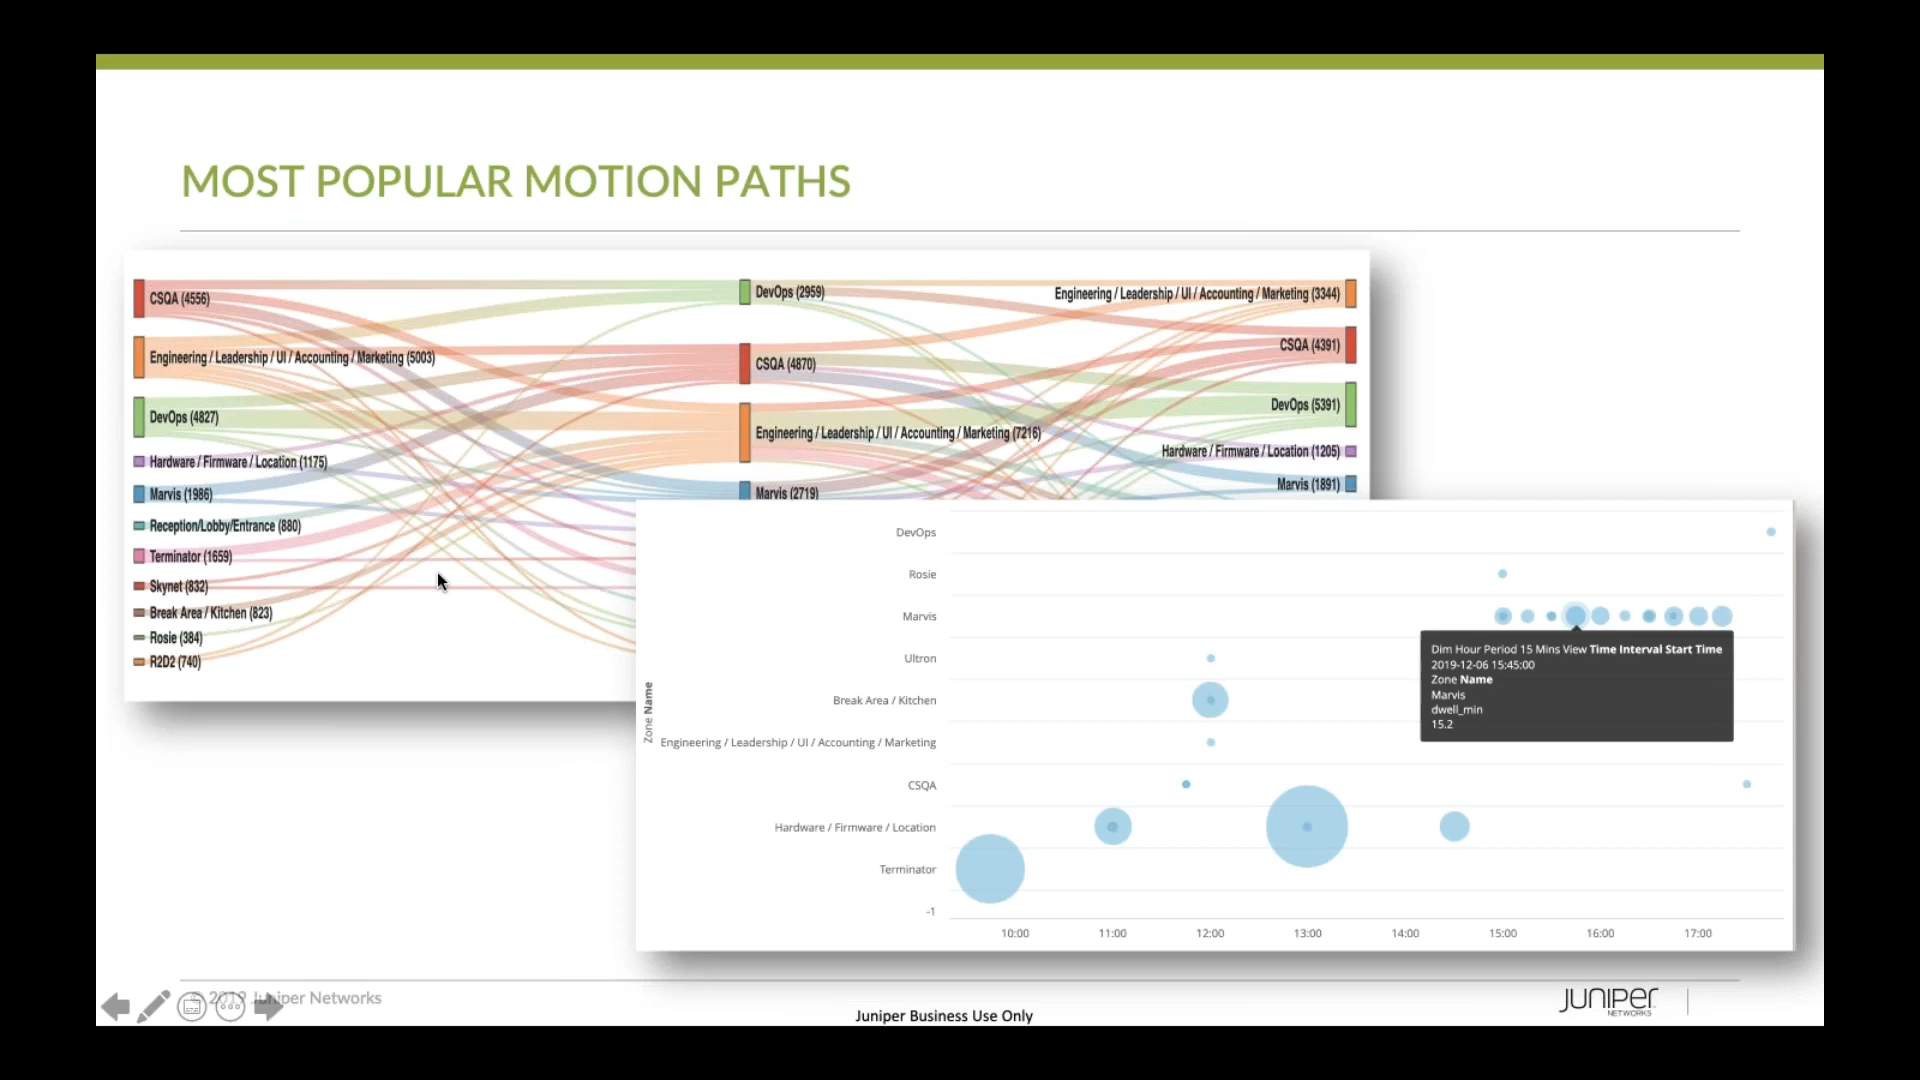 MOST POPULAR MOTION PATHS
CSQA (4556)
Engineering / Leadership / UI / Accounting / Marketing (5003)
DevOps (4827)
Hardware / Firmware / Location (1175)
Marvis (1986)
Reception/Lobby/Entrance (880)
Terminator (1659)
Skynet (832)
Break Area / Kitchen (823)
Rosie (384)
R2D2 (740)
DevOps (2959)
CSQA (4870)
Engineering / Leadership / UI / Accounting / Marketing (7216)
Marvis (2719)
Engineering / Leadership / UI / Accounting / Marketing (3344)
CSQA (4391)
DevOps (5391)
Hardware / Firmware / Location (1205)
Marvis (1891)
Zone Name
DevOps
Rosie
Marvis
Ultron
Break Area / Kitchen
Engineering / Leadership / UI / Accounting / Marketing
CSQA
Hardware / Firmware / Location
Terminator
-1
10:00 11:00 12:00 13:00 14:00 15:00 16:00 17:00
Dim Hour Period 15 Mins View Time Interval Start Time
2019-12-06 15:45:00
Zone Name
Marvis
dwell_min
15.2
© 2019 Juniper Networks
Juniper Business Use Only
JUNIPER
NETWORKS